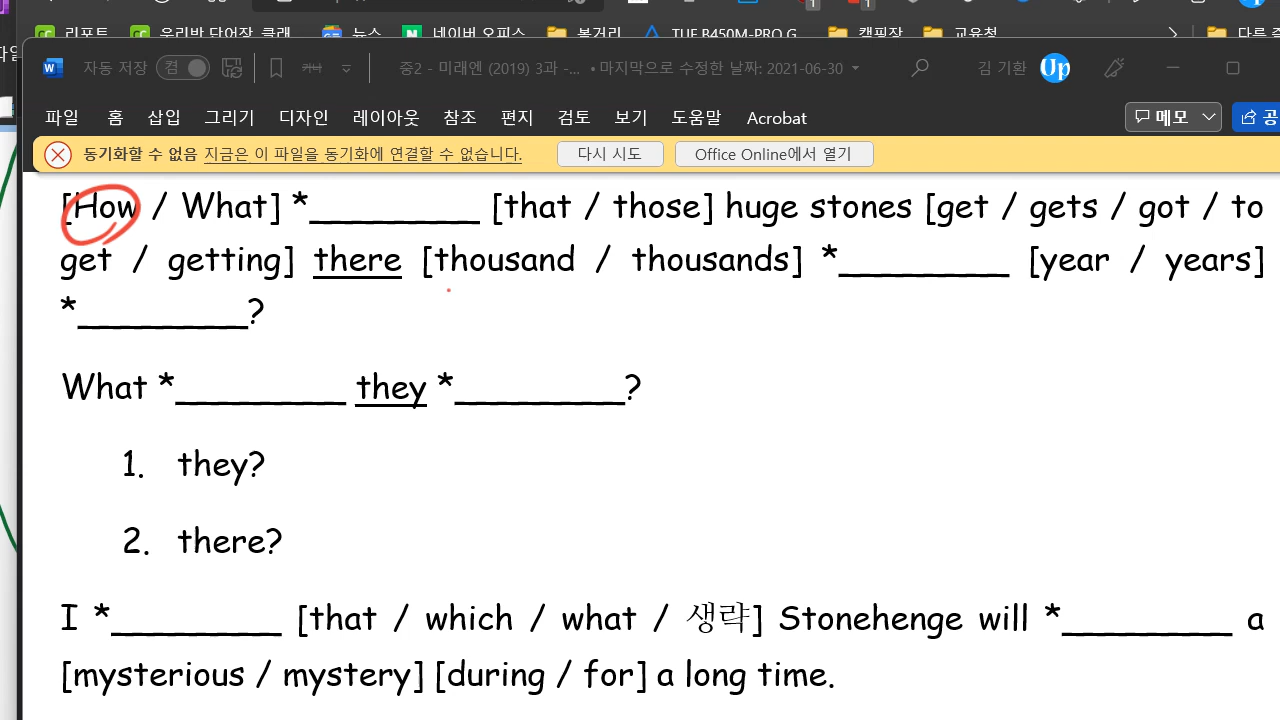 리포트 우리반 단어장, 클래 뉴스 네이버 오피스 볼거리 TUF B450M-PRO G 캠핑장 교육청 다른
자동 저장 켬 가나 중2 - 미래엔 (2019) 3과 -... • 마지막으로 수정한 날짜: 2021-06-30 김 기환 Up
파일 홈 삽입 그리기 디자인 레이아웃 참조 편지 검토 보기 도움말 Acrobat 메모 공
동기화할 수 없음 지금은 이 파일을 동기화에 연결할 수 없습니다. 다시 시도 Office Online에서 열기
[How / What] *________ [that / those] huge stones [get / gets / got / to
get / getting] there [thousand / thousands] *________ [year / years]
*________?
What *________ they *________?
1. they?
2. there?
I *________ [that / which / what / 생략] Stonehenge will *________ a
[mysterious / mystery] [during / for] a long time.